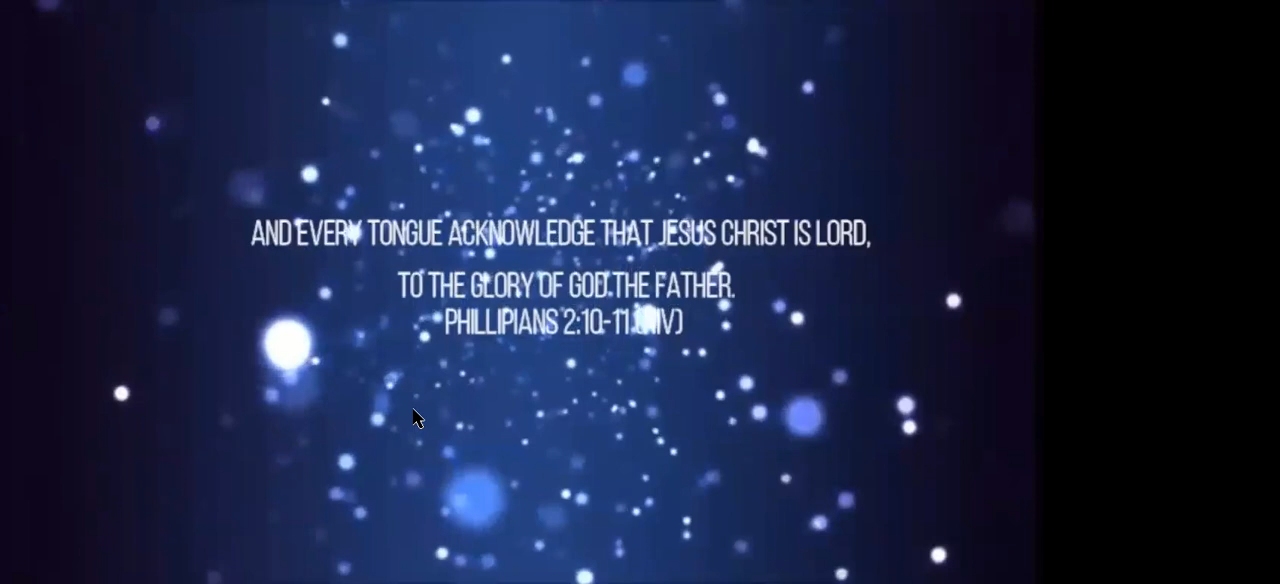 AND EVERY TONGUE ACKNOWLEDGE THAT JESUS CHRIST IS LORD,
TO THE GLORY OF GOD THE FATHER.
PHILLIPIANS 2:10-11 (NIV)